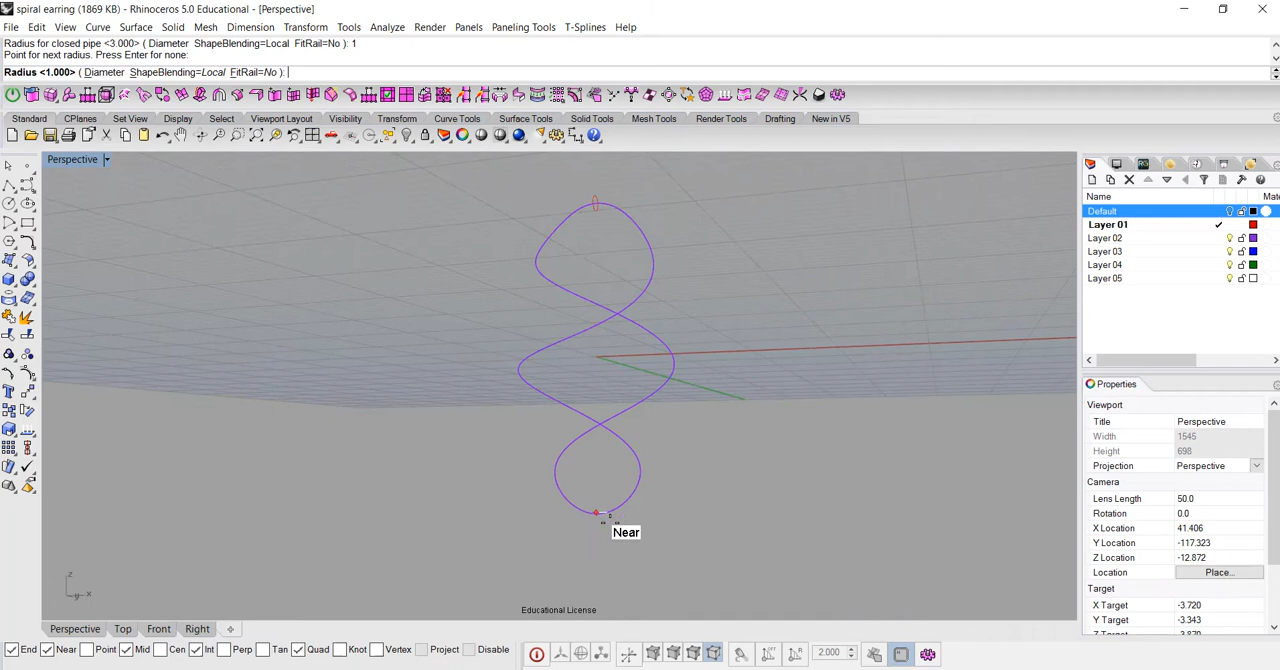 spiral earring (1869 KB) - Rhinoceros 5.0 Educational - [Perspective]
File Edit View Curve Surface Solid Mesh Dimension Transform Tools Analyze Render Panels Paneling Tools T-Splines Help
Radius for closed pipe <3.000> ( Diameter ShapeBlending=Local FitRail=No ): 1
Point for next radius. Press Enter for none:
Radius <1.000> ( Diameter ShapeBlending=Local FitRail=No ):
Standard CPlanes Set View Display Select Viewport Layout Visibility Transform Curve Tools Surface Tools Solid Tools Mesh Tools Render Tools Drafting New in V5
Perspective
Name
Default
Layer 01
Layer 02
Layer 03
Layer 04
Layer 05
Near
Properties
Viewport
Title Perspective
Width 1545
Height 698
Projection Perspective
Camera
Lens Length 50.0
Rotation 0.0
X Location 41.406
Y Location -117.323
Z Location -12.872
Location Place...
Target
X Target -3.720
Y Target -3.343
z
y x
Educational License
Perspective Top Front Right
End Near Point Mid Cen Int Perp Tan Quad Knot Vertex Project Disable
2.000